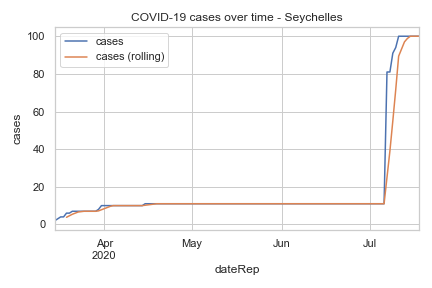 COVID-19 cases over time - Seychelles
cases
cases (rolling)
100
80
60
40
20
0
cases
Apr
2020
May
Jun
Jul
dateRep